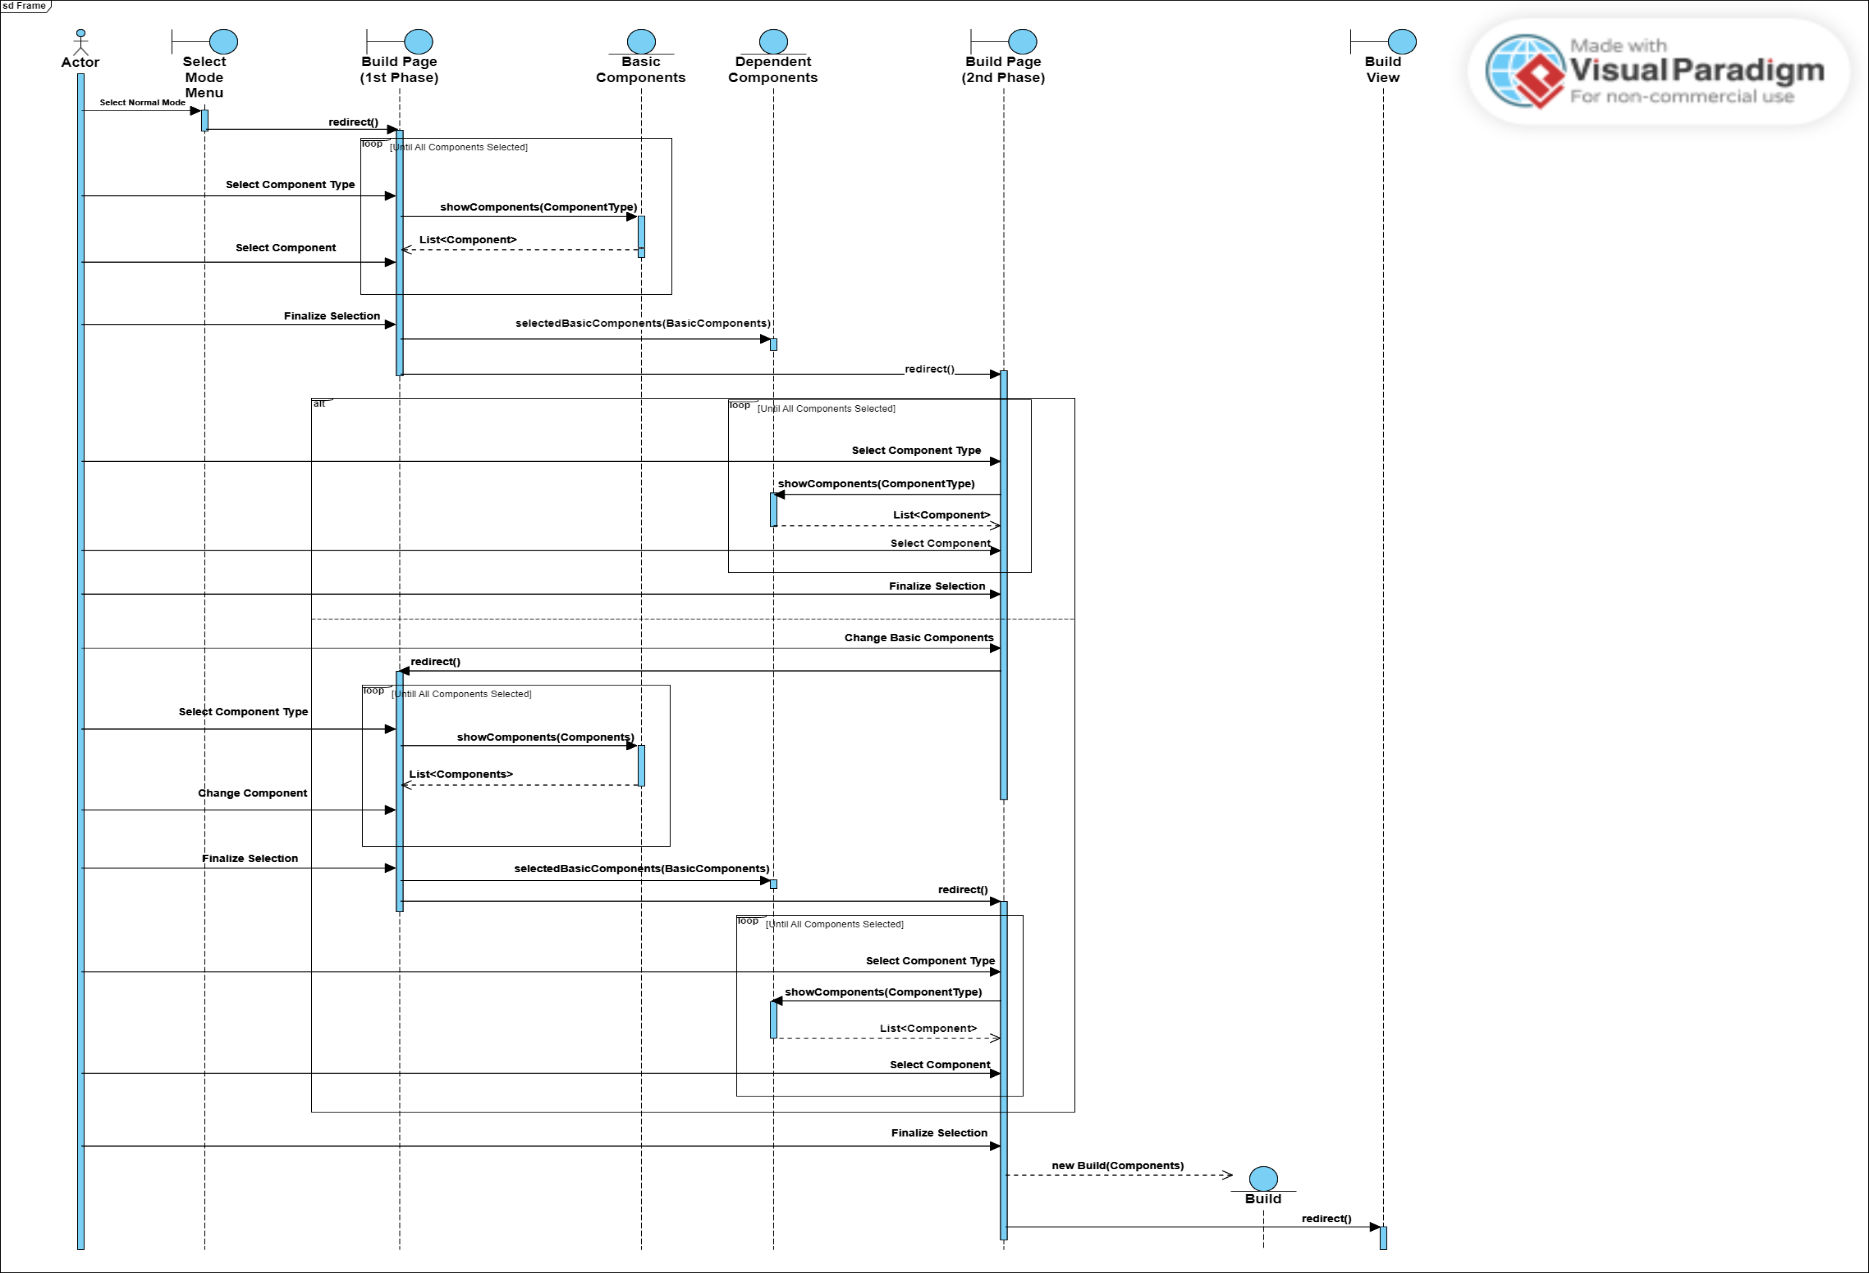 sd Frame
Made with
Visual Paradigm
For non-commercial use
Actor
Select
Mode
Menu
Build Page
(1st Phase)
Basic
Components
Dependent
Components
Build Page
(2nd Phase)
Build
View
Select Normal Mode
redirect()
loop [Until All Components Selected]
Select Component Type
showComponents(ComponentType)
List<Component>
Select Component
Finalize Selection
selectedBasicComponents(BasicComponents)
redirect()
alt
loop [Until All Components Selected]
Select Component Type
showComponents(ComponentType)
List<Component>
Select Component
Finalize Selection
Change Basic Components
redirect()
loop [Untill All Components Selected]
Select Component Type
showComponents(Components)
List<Components>
Change Component
Finalize Selection
selectedBasicComponents(BasicComponents)
redirect()
loop [Until All Components Selected]
Select Component Type
showComponents(ComponentType)
List<Component>
Select Component
Finalize Selection
new Build(Components)
Build
redirect()